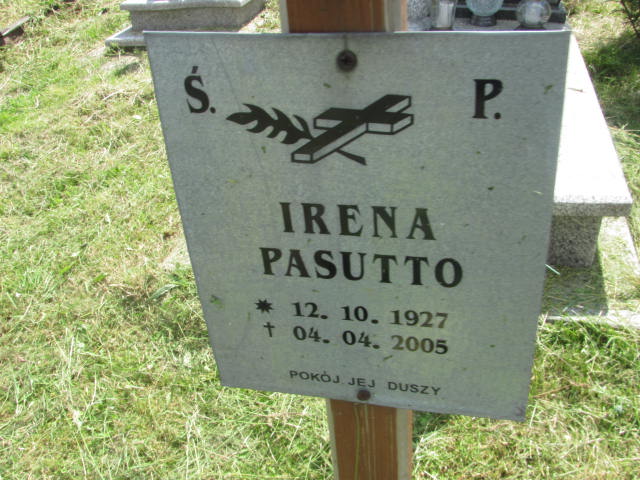 Ś. P.
IRENA
PASUTTO
* 12. 10. 1927
† 04. 04. 2005
POKÓJ JEJ DUSZY